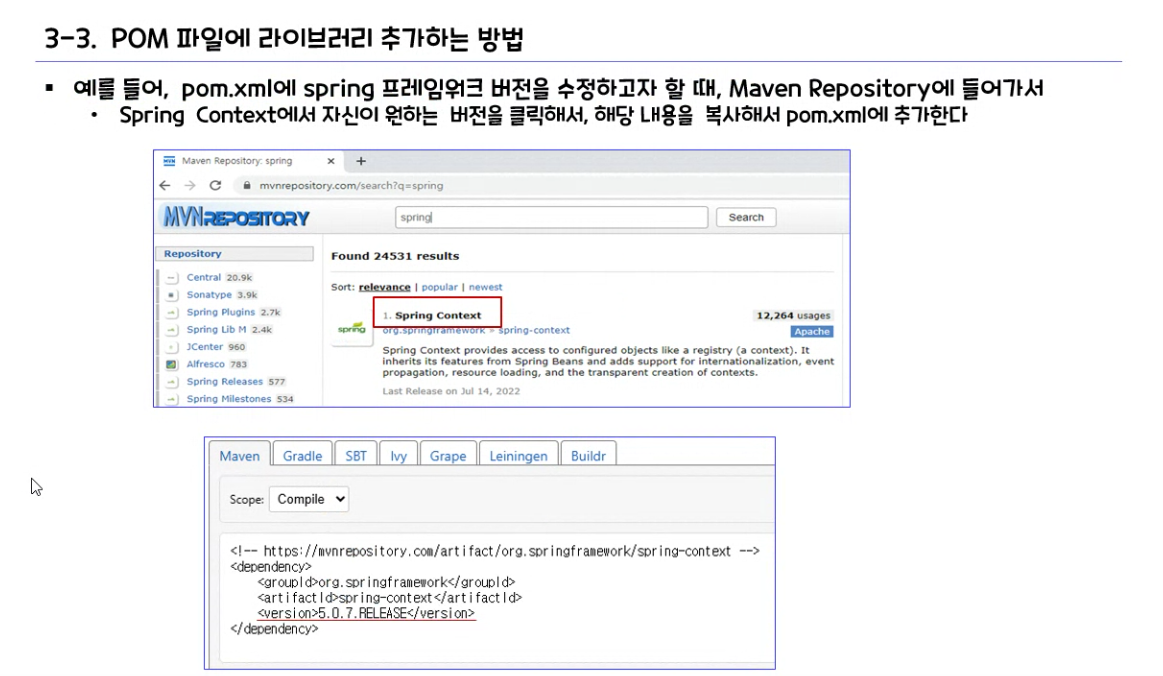 3-3. POM 파일에 라이브러리 추가하는 방법
▪ 예를 들어, pom.xml에 spring 프레임워크 버전을 수정하고자 할 때, Maven Repository에 들어가서
• Spring Context에서 자신이 원하는 버전을 클릭해서, 해당 내용을 복사해서 pom.xml에 추가한다
Maven Repository: spring × +
mvnrepository.com/search?q=spring
MVNREPOSITORY spring Search
Repository
Central 20.9k
Sonatype 3.9k
Spring Plugins 2.7k
Spring Lib M 2.4k
JCenter 960
Alfresco 783
Spring Releases 577
Spring Milestones 534
Found 24531 results
Sort: relevance | popular | newest
1. Spring Context 12,264 usages
spring org.springframework » spring-context Apache
Spring Context provides access to configured objects like a registry (a context). It
inherits its features from Spring Beans and adds support for internationalization, event
propagation, resource loading, and the transparent creation of contexts.
Last Release on Jul 14, 2022
Maven Gradle SBT Ivy Grape Leiningen Buildr
Scope: Compile
<!-- https://mvnrepository.com/artifact/org.springframework/spring-context -->
<dependency>
<groupId>org.springframework</groupId>
<artifactId>spring-context</artifactId>
<version>5.0.7.RELEASE</version>
</dependency>